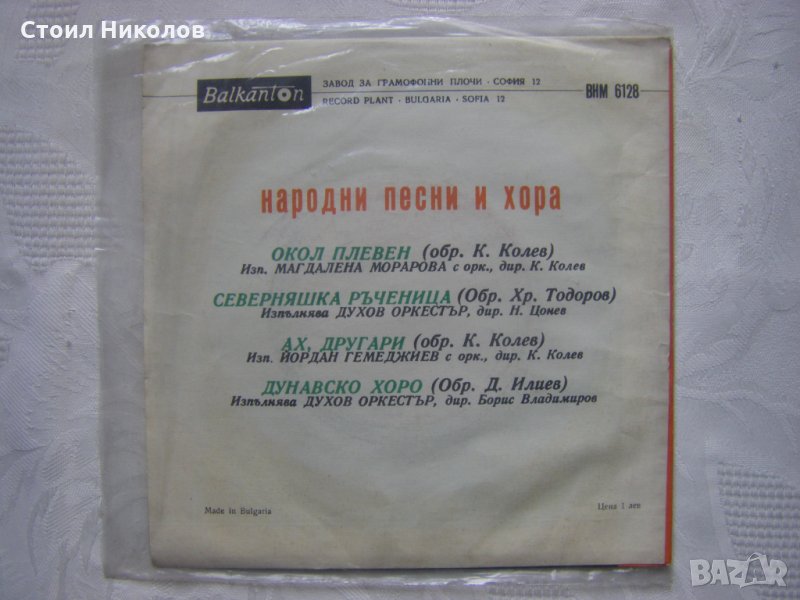 Стоил Николов
Balkanton
ЗАВОД ЗА ГРАМОФОННИ ПЛОЧИ · СОФИЯ 12
RECORD PLANT · BULGARIA · SOFIA 12
ВНМ 6128
народни песни и хора
ОКОЛ ПЛЕВЕН (обр. К. Колев)
Изп. МАГДАЛЕНА МОРАРОВА с орк., дир. К. Колев
СЕВЕРНЯШКА РЪЧЕНИЦА (Обр. Хр. Тодоров)
Изпълнява ДУХОВ ОРКЕСТЪР, дир. Н. Цонев
АХ, ДРУГАРИ (обр. К. Колев)
Изп. ЙОРДАН ГЕМЕДЖИЕВ с орк., дир. К. Колев
ДУНАВСКО ХОРО (Обр. Д. Илиев)
Изпълнява ДУХОВ ОРКЕСТЪР, дир. Борис Владимиров
Made in Bulgaria
Цена 1 лев
BAZAR